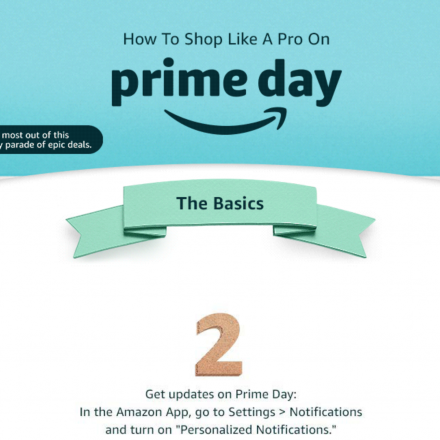 How To Shop Like A Pro On
prime day
most out of this
parade of epic deals.
The Basics
2
Get updates on Prime Day:
In the Amazon App, go to Settings > Notifications
and turn on "Personalized Notifications."